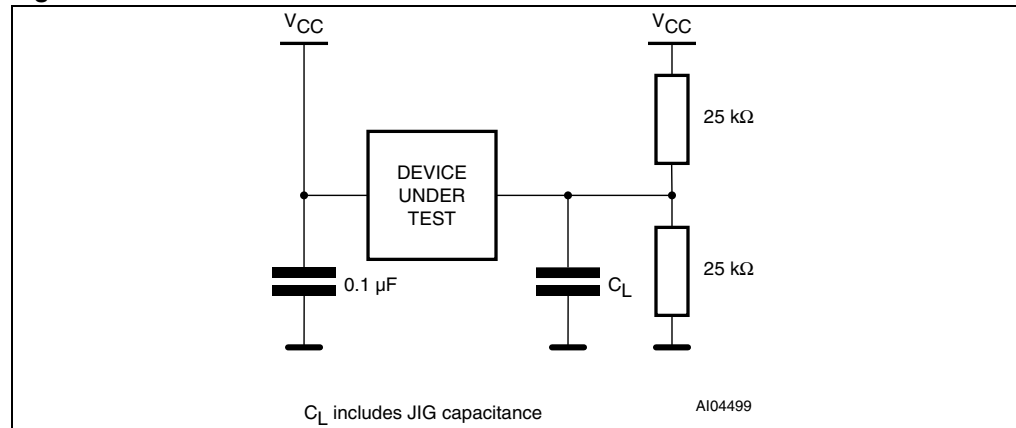 VCC
VCC
25 kΩ
DEVICE
UNDER
TEST
25 kΩ
0.1 µF
CL
CL includes JIG capacitance
AI04499